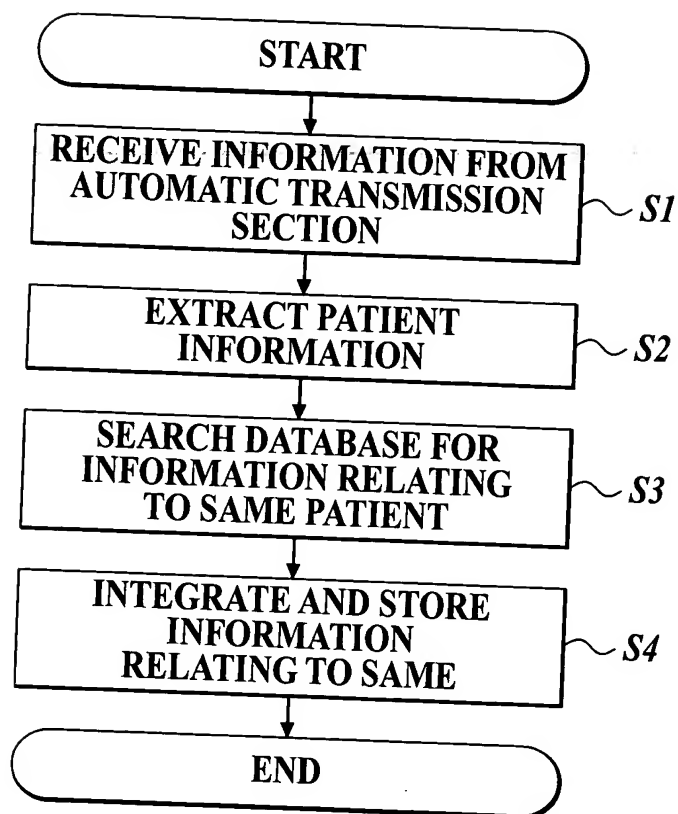 START
RECEIVE INFORMATION FROM
AUTOMATIC TRANSMISSION
SECTION
S1
EXTRACT PATIENT
INFORMATION
S2
SEARCH DATABASE FOR
INFORMATION RELATING
TO SAME PATIENT
S3
INTEGRATE AND STORE
INFORMATION
RELATING TO SAME
S4
END